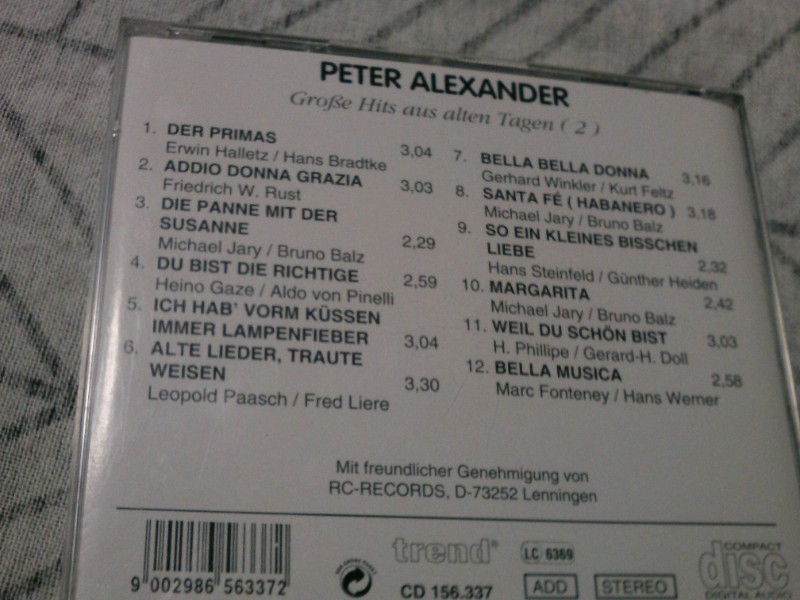 PETER ALEXANDER
Große Hits aus alten Tagen ( 2 )
1. DER PRIMAS 3,04
Erwin Halletz / Hans Bradtke
2. ADDIO DONNA GRAZIA 3,03
Friedrich W. Rust
3. DIE PANNE MIT DER
SUSANNE 2,29
Michael Jary / Bruno Balz
4. DU BIST DIE RICHTIGE 2,59
Heino Gaze / Aldo von Pinelli
5. ICH HAB' VORM KÜSSEN
IMMER LAMPENFIEBER 3,04
6. ALTE LIEDER, TRAUTE
WEISEN 3,30
Leopold Paasch / Fred Liere
7. BELLA BELLA DONNA 3,16
Gerhard Winkler / Kurt Feltz
8. SANTA FÉ ( HABANERO ) 3,18
Michael Jary / Bruno Balz
9. SO EIN KLEINES BISSCHEN
LIEBE 2,32
Hans Steinfeld / Günther Heiden
10. MARGARITA 2,42
Michael Jary / Bruno Balz
11. WEIL DU SCHÖN BIST 3,03
H. Phillipe / Gerard-H. Doll
12. BELLA MUSICA 2,58
Marc Fonteney / Hans Werner
Mit freundlicher Genehmigung von
RC-RECORDS, D-73252 Lenningen
9 002986 563372
trend®
CD 156.337
LC 6369
ADD
STEREO
COMPACT
disc
DIGITAL AUDIO